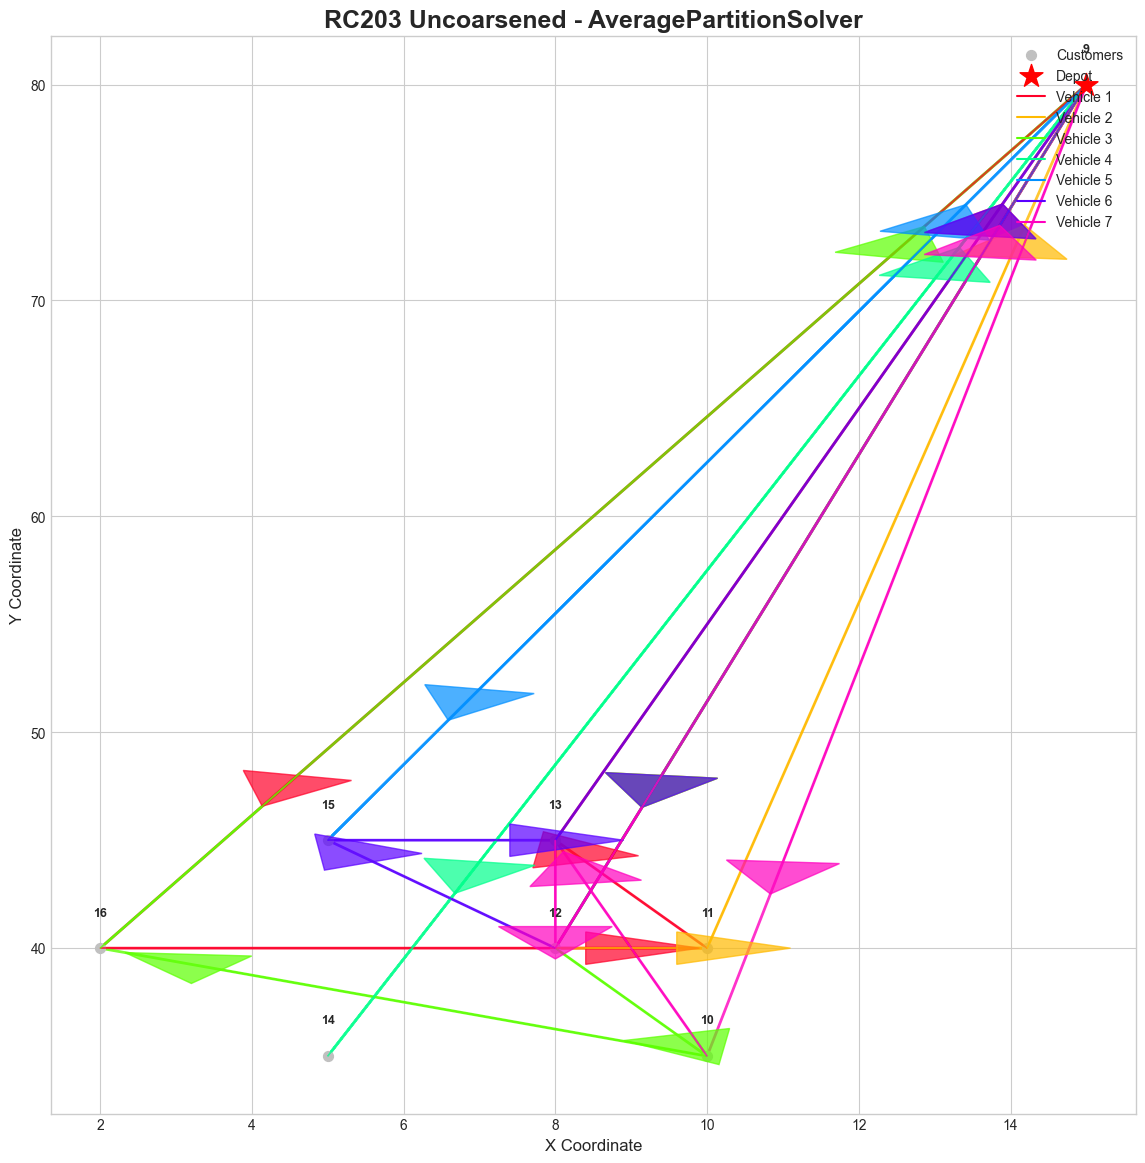 RC203 Uncoarsened - AveragePartitionSolver
9
Customers
Depot
Vehicle 1
Vehicle 2
Vehicle 3
Vehicle 4
Vehicle 5
Vehicle 6
Vehicle 7
80
70
60
50
40
15
13
16
12
11
14
10
2
4
6
8
10
12
14
X Coordinate
Y Coordinate